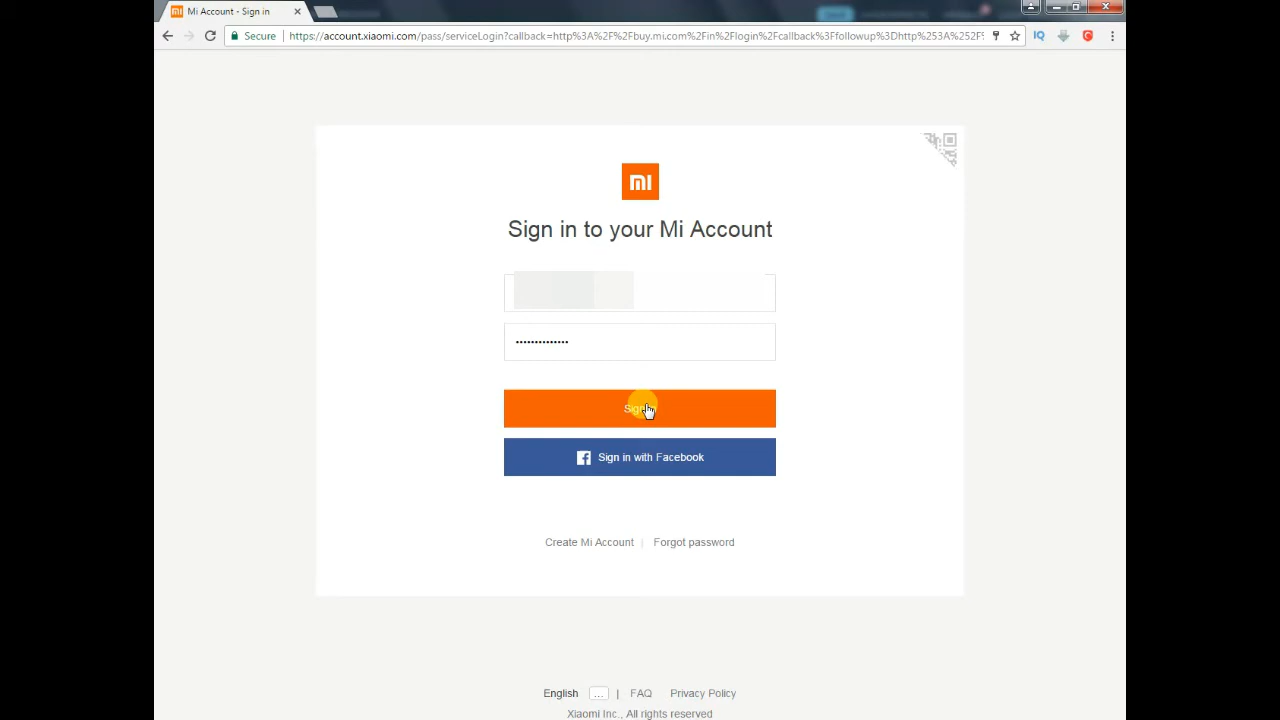 Mi Account - Sign in
Secure
https://account.xiaomi.com/pass/serviceLogin?callback=http%3A%2F%2Fbuy.mi.com%2Fin%2Flogin%2Fcallback%3Ffollowup%3Dhttp%253A%252F%
IQ
Sign in to your Mi Account
Sign in with Facebook
Create Mi Account | Forgot password
English ... | FAQ Privacy Policy
Xiaomi Inc., All rights reserved